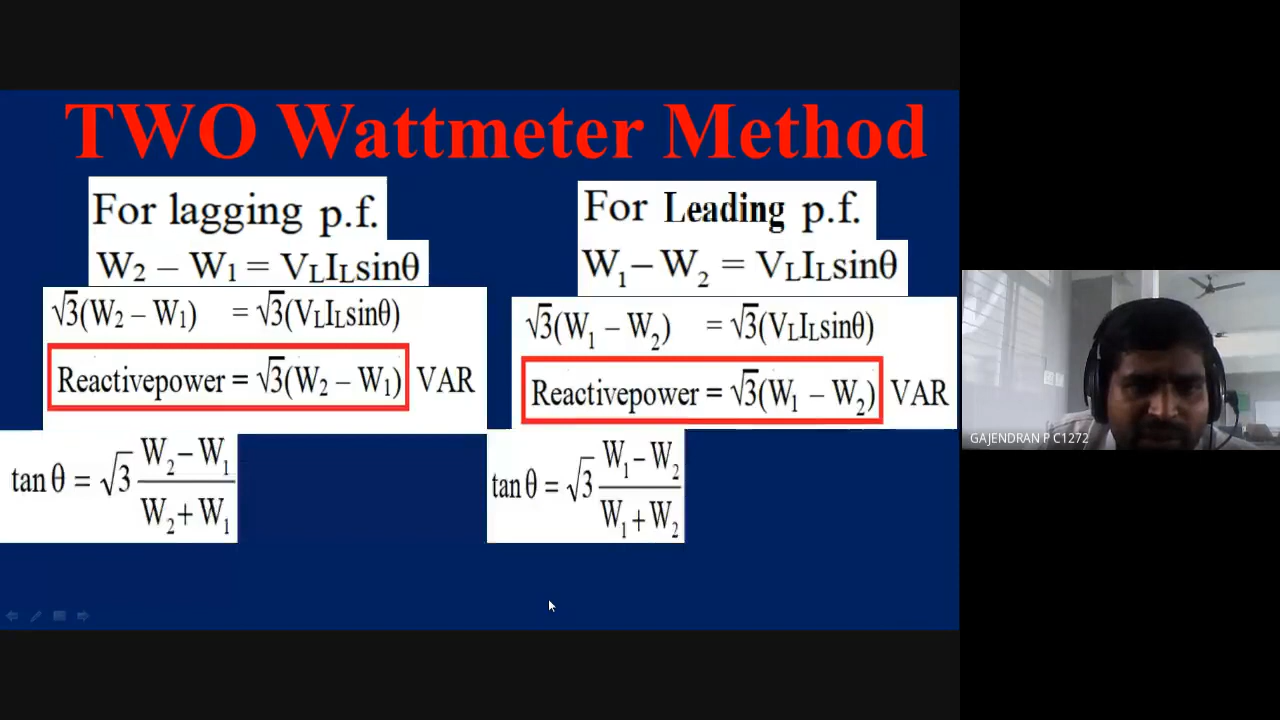 TWO Wattmeter Method
For lagging p.f.
W₂ – W₁ = VLILsinθ
√3(W₂ – W₁) = √3(VLILsinθ)
Reactivepower = √3(W₂ – W₁) VAR
tan θ = √3 W₂– W₁
W₂+ W₁
For Leading p.f.
W₁– W₂ = VLILsinθ
√3(W₁ – W₂) = √3(VLILsinθ)
Reactivepower = √3(W₁ – W₂) VAR
tan θ = √3 W₁– W₂
W₁+ W₂
GAJENDRAN P C1272